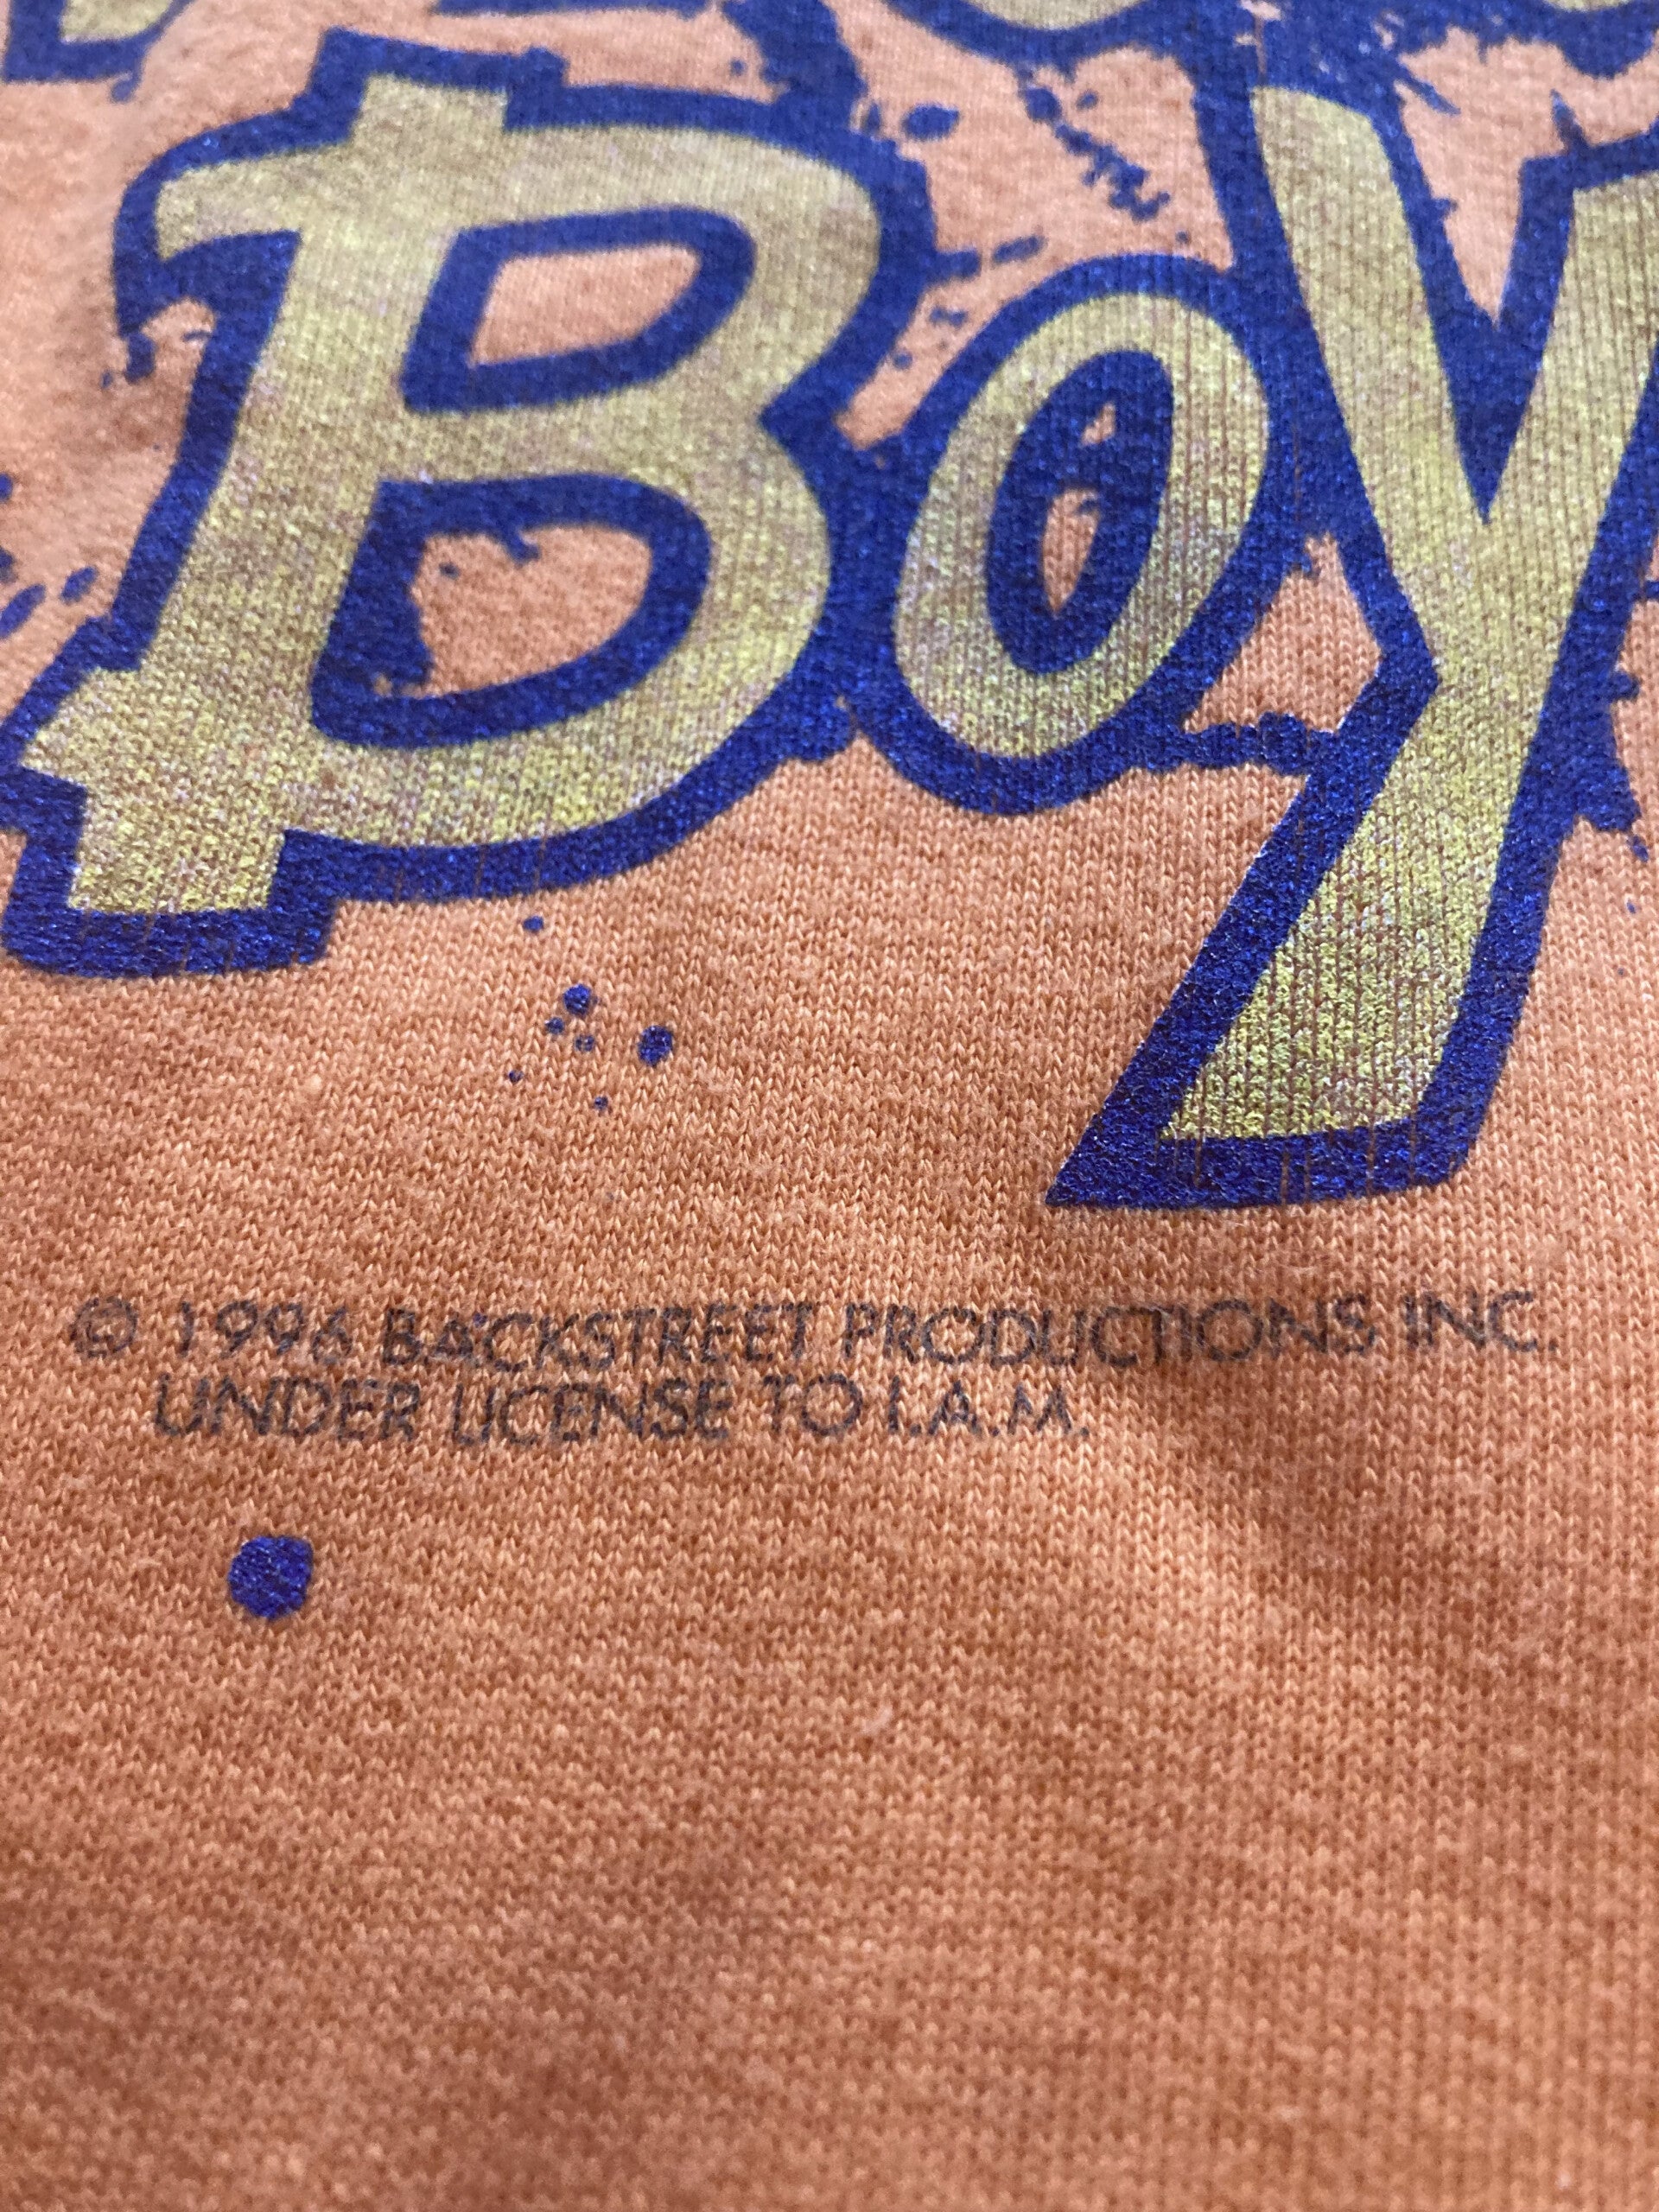 Boy
© 1996 BACKSTREET PRODUCTIONS INC.
UNDER LICENSE TO I.A.M.